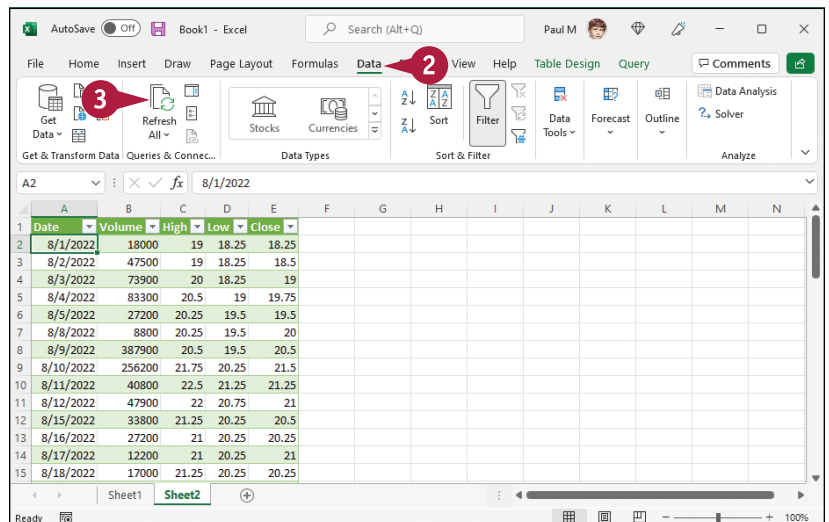 AutoSave Off Book1 - Excel Search (Alt+Q) Paul M
File Home Insert Draw Page Layout Formulas Data View Help Table Design Query Comments
2
3
Get Data
Refresh All
Stocks Currencies
Sort Filter
Data Tools Forecast Outline
Data Analysis
Solver
Get & Transform Data Queries & Connec... Data Types Sort & Filter Analyze
A2 fx 8/1/2022
A B C D E F G H I J K L M N
1 Date Volume High Low Close
2 8/1/2022 18000 19 18.25 18.25
3 8/2/2022 47500 19 18.25 18.5
4 8/3/2022 73900 20 18.25 19
5 8/4/2022 83300 20.5 19 19.75
6 8/5/2022 27200 20.25 19.5 19.5
7 8/8/2022 8800 20.25 19.5 20
8 8/9/2022 387900 20.5 19.5 20.5
9 8/10/2022 256200 21.75 20.25 21.5
10 8/11/2022 40800 22.5 21.25 21.25
11 8/12/2022 47900 22 20.75 21
12 8/15/2022 33800 21.25 20.25 20.5
13 8/16/2022 27200 21 20.25 20.25
14 8/17/2022 12200 21 20.25 21
15 8/18/2022 17000 21.25 20.25 20.25
Sheet1 Sheet2
Ready 100%